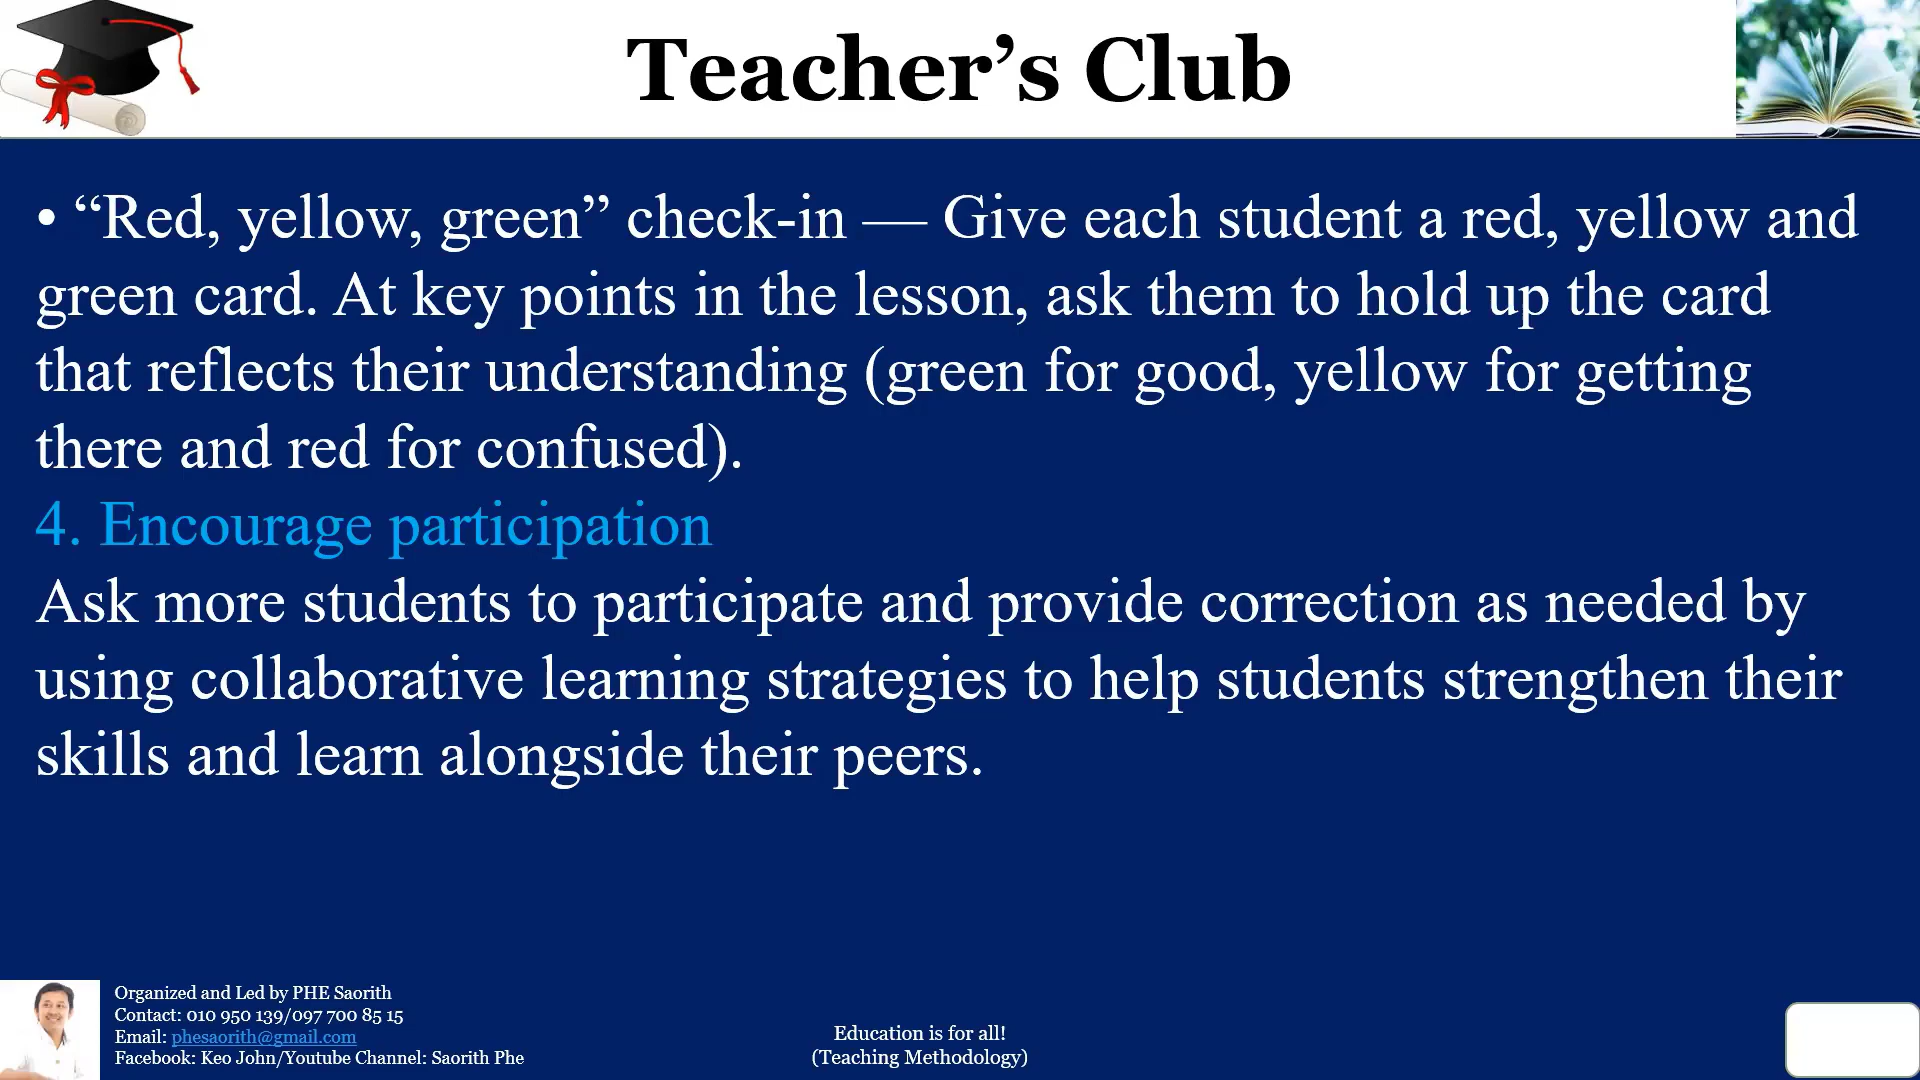 Teacher’s Club
• “Red, yellow, green” check-in — Give each student a red, yellow and
green card. At key points in the lesson, ask them to hold up the card
that reflects their understanding (green for good, yellow for getting
there and red for confused).
4. Encourage participation
Ask more students to participate and provide correction as needed by
using collaborative learning strategies to help students strengthen their
skills and learn alongside their peers.
Organized and Led by PHE Saorith
Contact: 010 950 139/097 700 85 15
Email: phesaorith@gmail.com
Facebook: Keo John/Youtube Channel: Saorith Phe
Education is for all!
(Teaching Methodology)